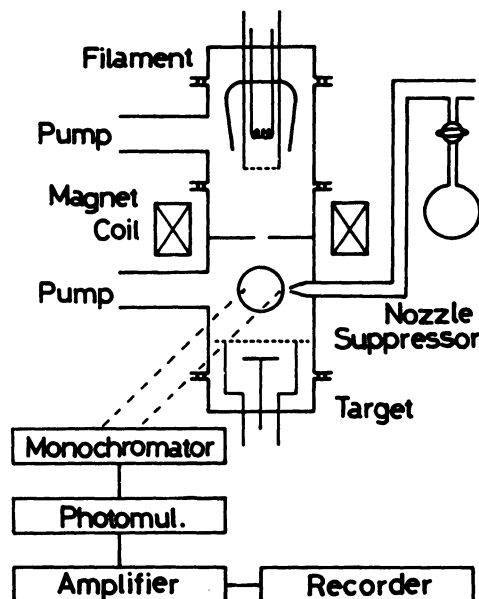 Filament
Pump
Magnet
Coil
Pump
Nozzle
Suppressor
Target
Monochromator
Photomul.
Amplifier
Recorder